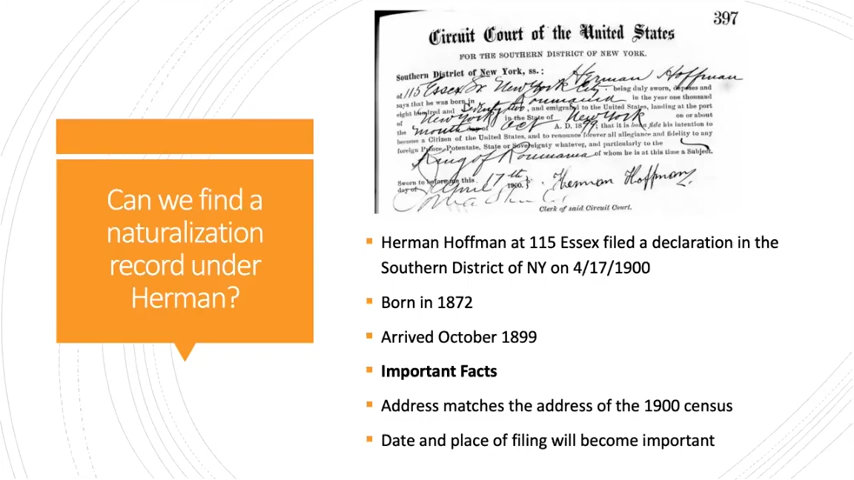 397
Circuit Court of the United States
FOR THE SOUTHERN DISTRICT OF NEW YORK.
Southern District of New York, ss.: Herman Hoffman
of 115 Essex St New York City being duly sworn, deposes and
says that he was born in Roumania in the year one thousand
eight hundred and Seventy two, and emigrated to the United States, landing at the port
of New York in the State of New York on or about
the month of Oct A. D. 1899, that it is bona fide his intention to
become a Citizen of the United States, and to renounce forever all allegiance and fidelity to any
foreign Prince, Potentate, State or Sovereignty whatever, and particularly to the
King of Roumania of whom he is at this time a Subject.
Sworn to before me this 17th
day of April 1900. Herman Hoffman
Clerk of said Circuit Court.
Can we find a
naturalization
record under
Herman?
▪ Herman Hoffman at 115 Essex filed a declaration in the
Southern District of NY on 4/17/1900
▪ Born in 1872
▪ Arrived October 1899
▪ Important Facts
▪ Address matches the address of the 1900 census
▪ Date and place of filing will become important